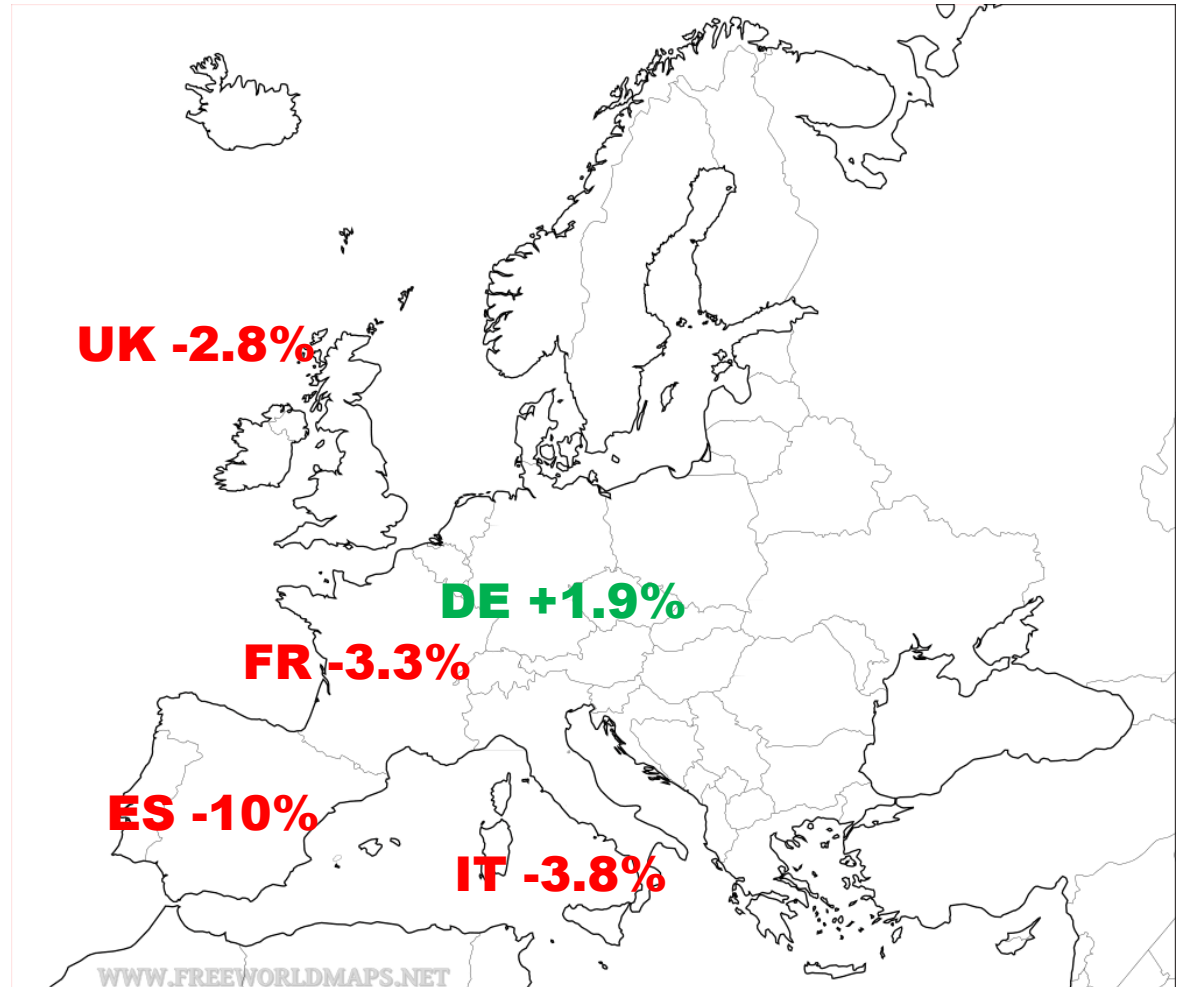 UK -2.8%
DE +1.9%
FR -3.3%
ES -10%
IT -3.8%
WWW.FREEWORLDMAPS.NET